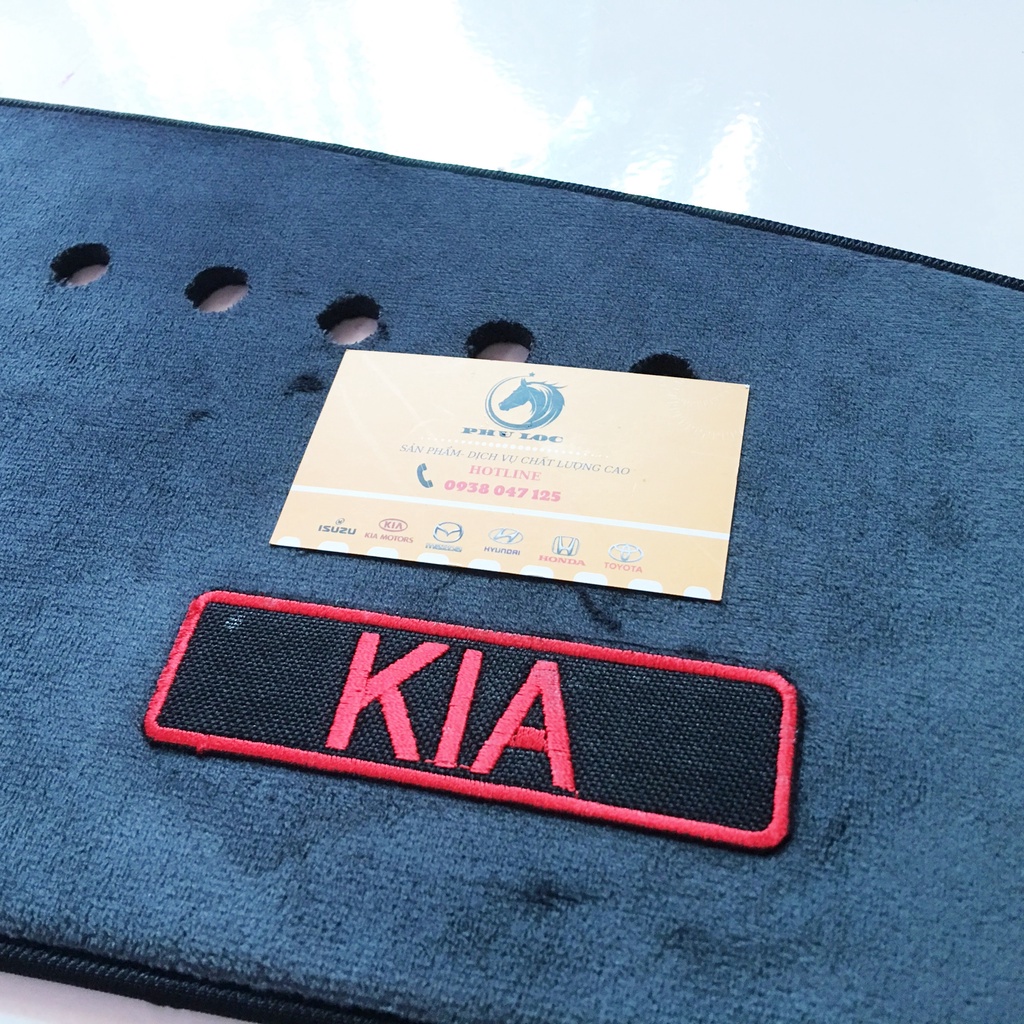 PHÚ LOC
SẢN PHẨM- DỊCH VỤ CHẤT LƯỢNG CAO
HOTLINE
0938 047 125
ISUZU
KIA
KIA MOTORS
HYUNDAI
HONDA
TOYOTA
KIA